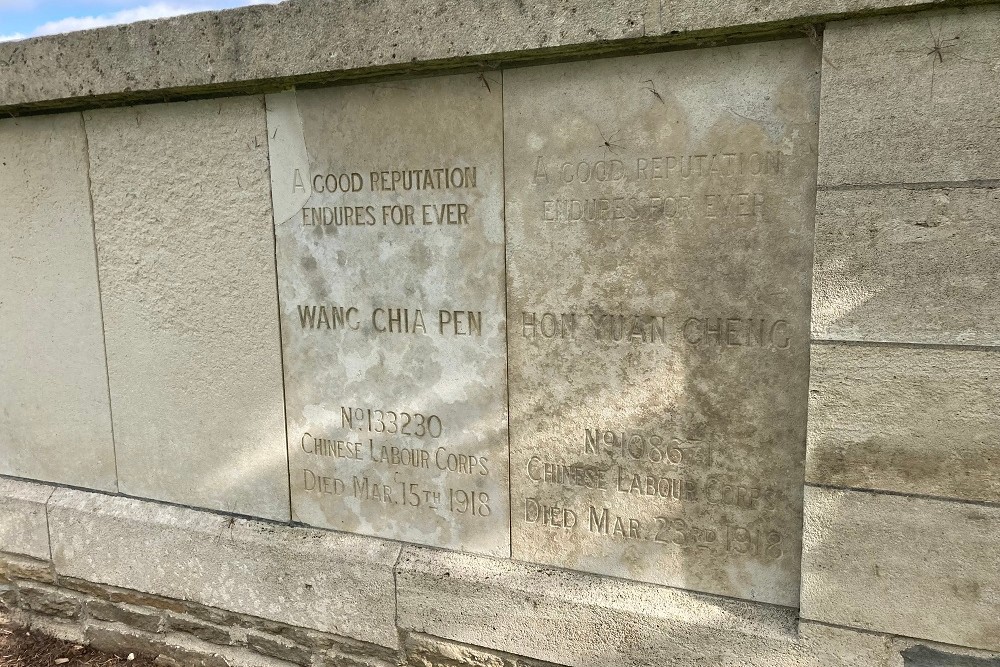 A GOOD REPUTATION
ENDURES FOR EVER
WANG CHIA PEN
No 133230
CHINESE LABOUR CORPS
DIED MAR. 15TH 1918
A GOOD REPUTATION
ENDURES FOR EVER
HON YUAN CHENG
CHINESE LABOUR CORPS
DIED MAR. 23RD 1918